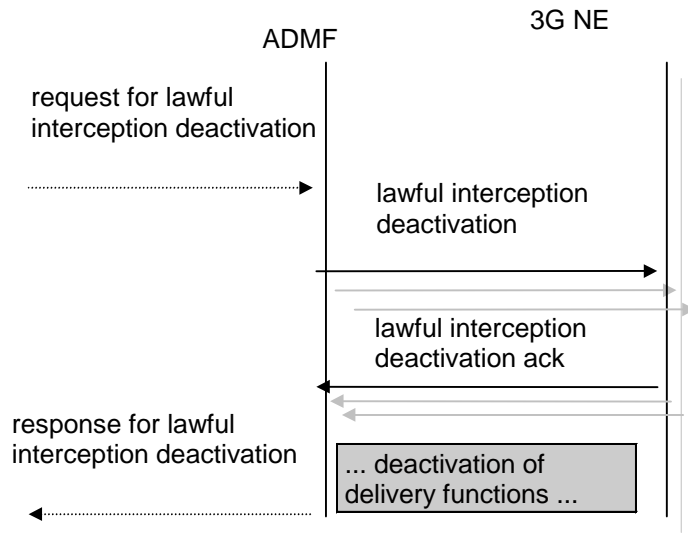 ADMF
3G NE
request for lawful
interception deactivation
lawful interception
deactivation
lawful interception
deactivation ack
response for lawful
interception deactivation
... deactivation of
delivery functions ...